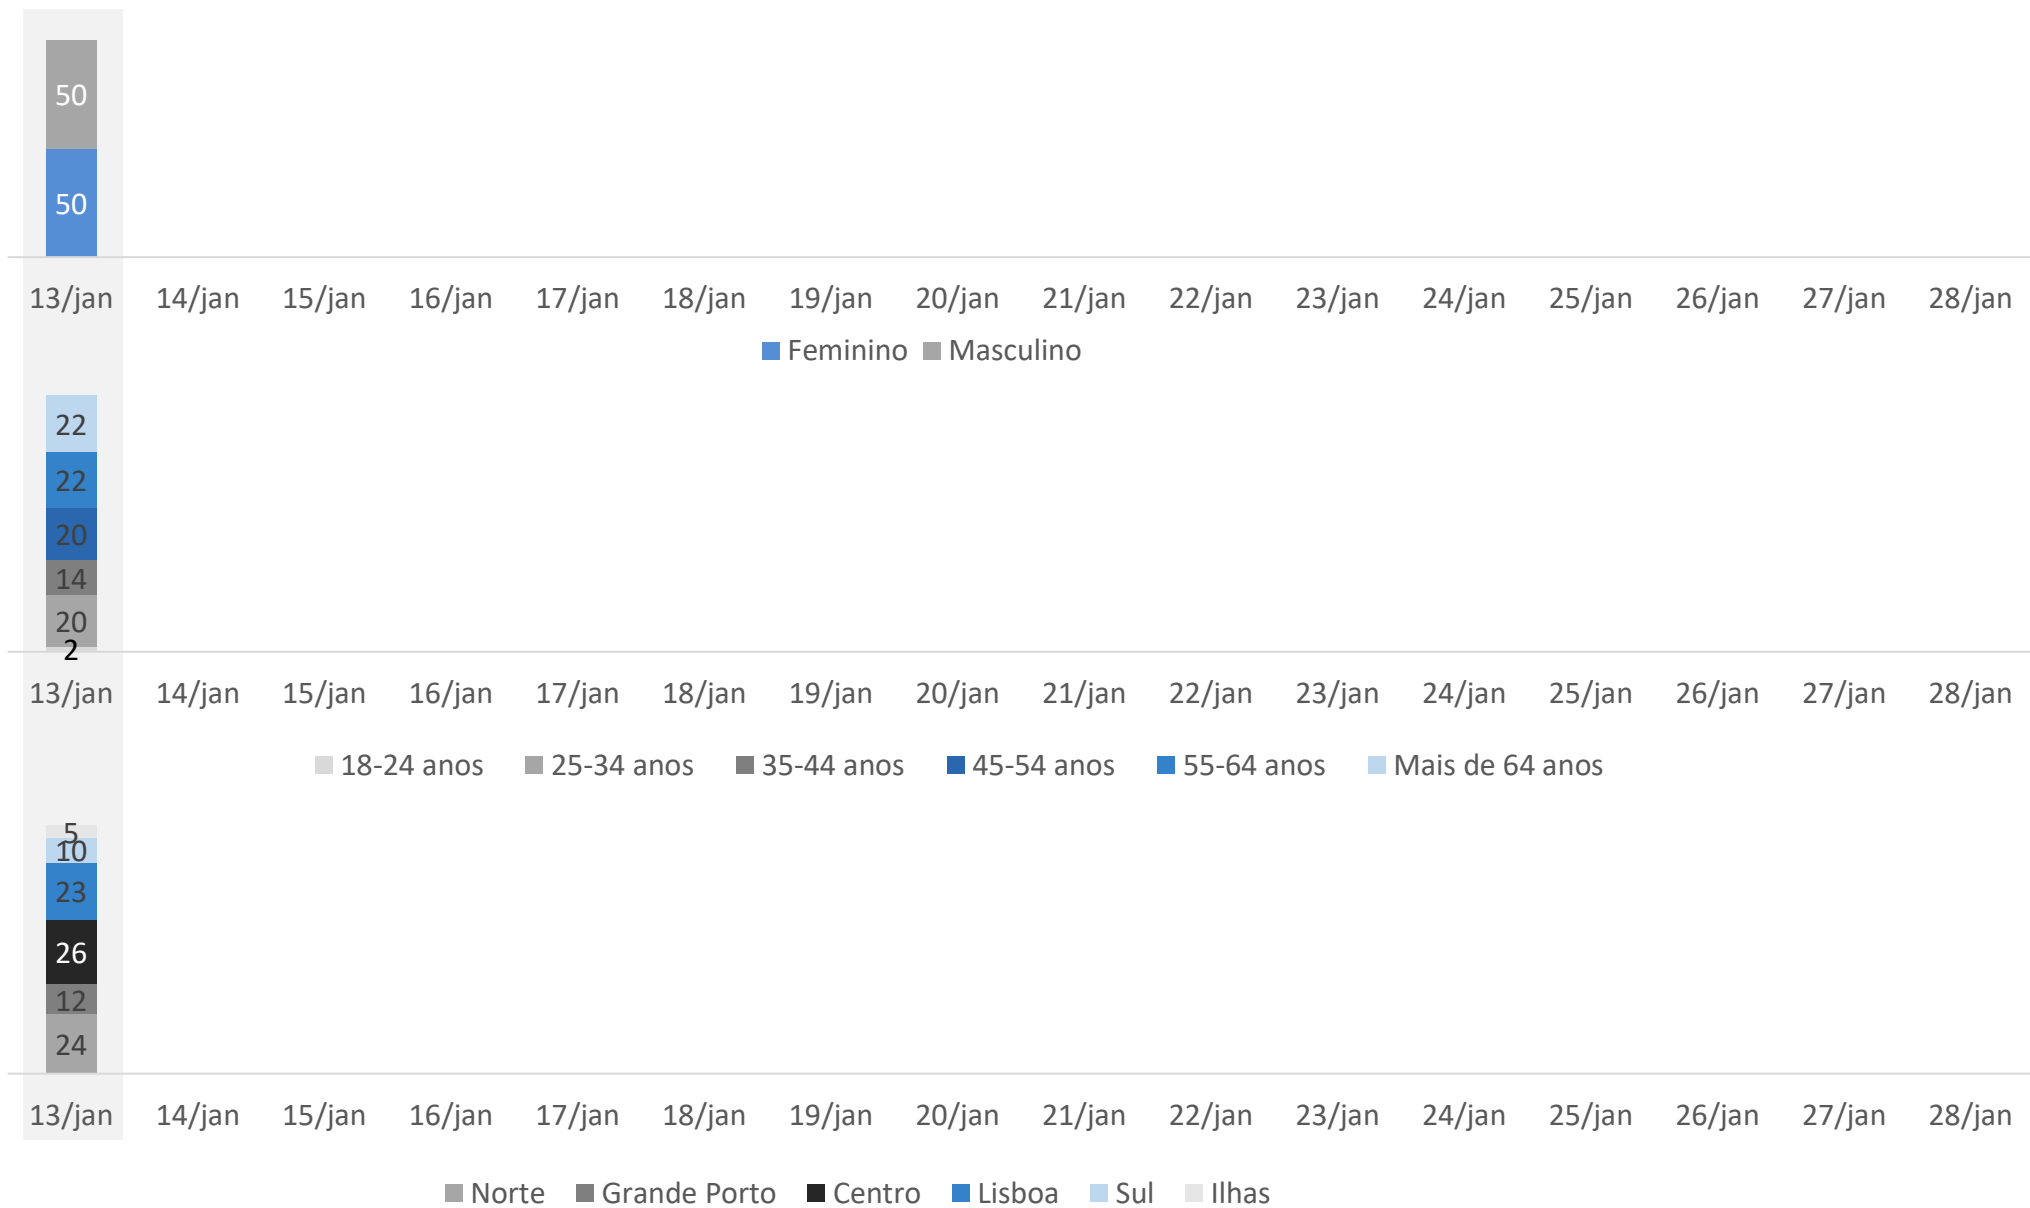 50
50
13/jan 14/jan 15/jan 16/jan 17/jan 18/jan 19/jan 20/jan 21/jan 22/jan 23/jan 24/jan 25/jan 26/jan 27/jan 28/jan
Feminino Masculino
22
22
20
14
20
2
13/jan 14/jan 15/jan 16/jan 17/jan 18/jan 19/jan 20/jan 21/jan 22/jan 23/jan 24/jan 25/jan 26/jan 27/jan 28/jan
18-24 anos 25-34 anos 35-44 anos 45-54 anos 55-64 anos Mais de 64 anos
5
10
23
26
12
24
13/jan 14/jan 15/jan 16/jan 17/jan 18/jan 19/jan 20/jan 21/jan 22/jan 23/jan 24/jan 25/jan 26/jan 27/jan 28/jan
Norte Grande Porto Centro Lisboa Sul Ilhas